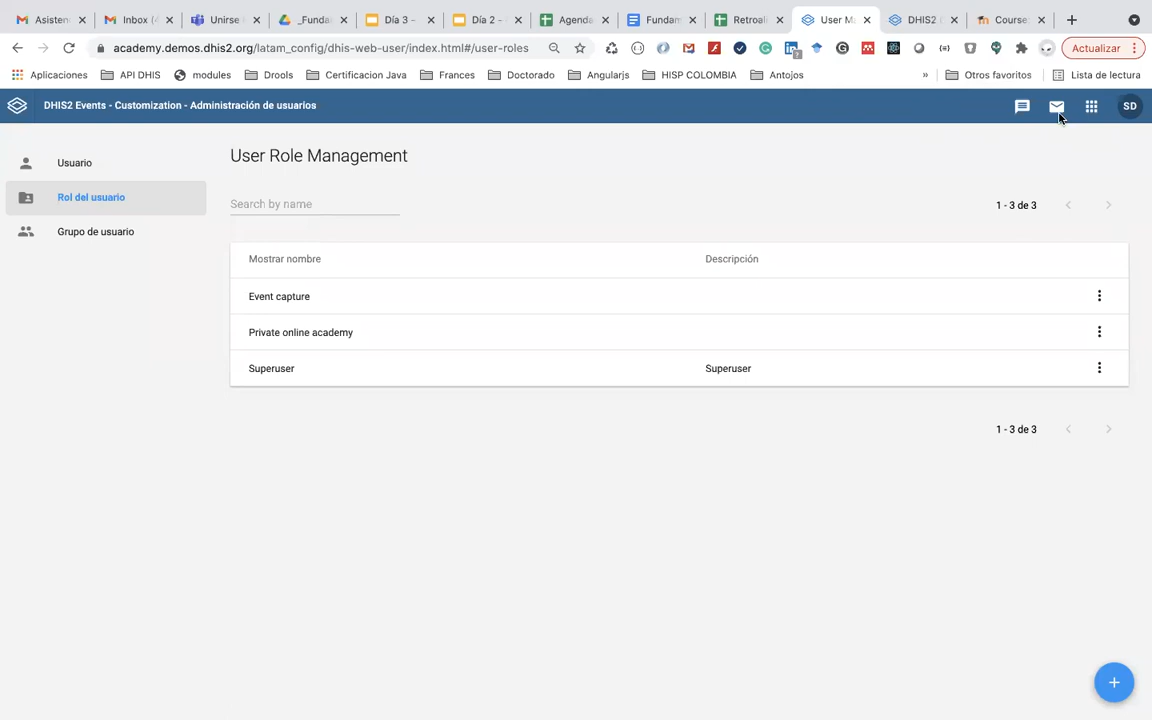 Asisten
Inbox (4
Unirse
_Funda
Día 3 -
Día 2 -
Agenda
Fundam
Retroali
User M
DHIS2
Course:
academy.demos.dhis2.org/latam_config/dhis-web-user/index.html#/user-roles
Actualizar
Aplicaciones
API DHIS
modules
Drools
Certificacion Java
Frances
Doctorado
Angularjs
HISP COLOMBIA
Antojos
»
Otros favoritos
Lista de lectura
DHIS2 Events - Customization - Administración de usuarios
SD
Usuario
Rol del usuario
Grupo de usuario
User Role Management
Search by name
1 - 3 de 3
Mostrar nombre
Descripción
Event capture
Private online academy
Superuser
Superuser
1 - 3 de 3